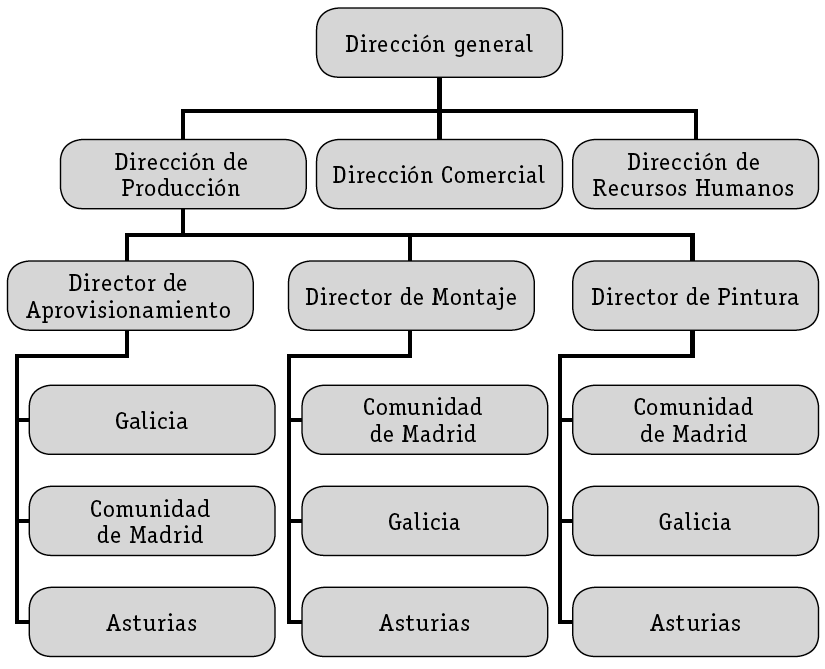 Dirección general
Dirección de
Producción
Dirección Comercial
Dirección de
Recursos Humanos
Director de
Aprovisionamiento
Director de Montaje
Director de Pintura
Galicia
Comunidad
de Madrid
Asturias
Comunidad
de Madrid
Galicia
Asturias
Comunidad
de Madrid
Galicia
Asturias